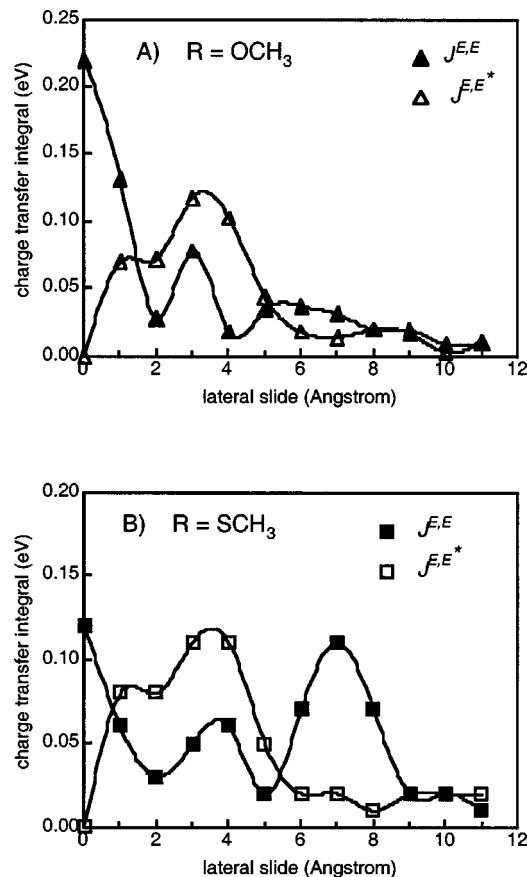 0.25
A) R = OCH₃
J^E,E
J^E,E*
0.20
0.15
0.10
0.05
0.00
charge transfer integral (eV)
0 2 4 6 8 10 12
lateral slide (Angstrom)
0.20
B) R = SCH₃
J^E,E
J^E,E*
0.15
0.10
0.05
0.00
charge transfer integral (eV)
0 2 4 6 8 10 12
lateral slide (Angstrom)